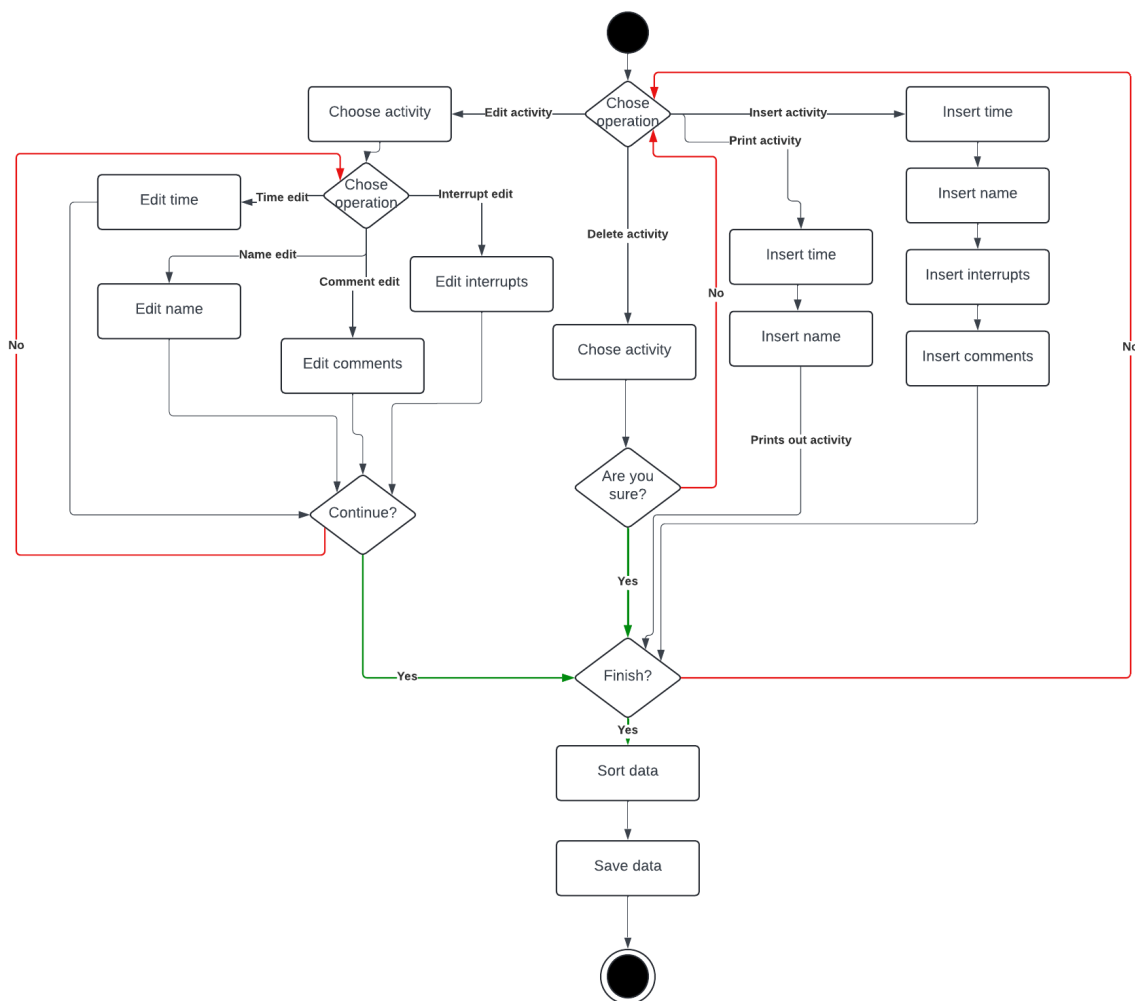 Chose
operation
Choose activity
Edit activity
Insert activity
Insert time
Print activity
Chose
operation
Edit time
Time edit
Interrupt edit
Insert name
Delete activity
Name edit
Insert time
Comment edit
Edit interrupts
Insert interrupts
No
Edit name
Insert name
No
No
Chose activity
Insert comments
Edit comments
Prints out activity
Are you
sure?
Continue?
Yes
Yes
Finish?
Yes
Sort data
Save data